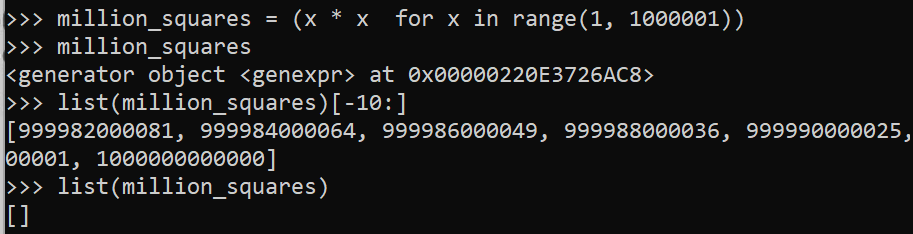 >>> million_squares = (x * x  for x in range(1, 1000001))
>>> million_squares
<generator object <genexpr> at 0x00000220E3726AC8>
>>> list(million_squares)[-10:]
[999982000081, 999984000064, 999986000049, 999988000036, 999990000025,
00001, 1000000000000]
>>> list(million_squares)
[]